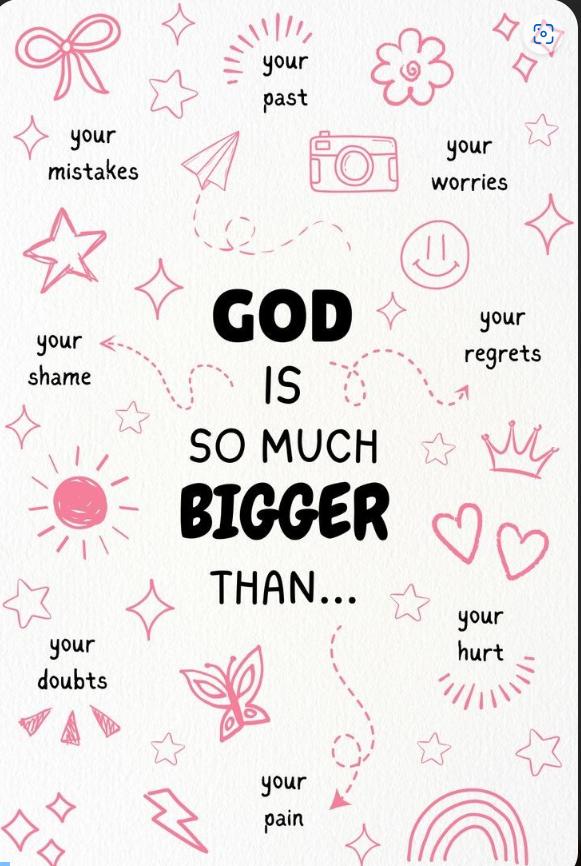 your
past
your
mistakes
your
worries
GOD
IS
SO MUCH
BIGGER
THAN...
your
shame
your
regrets
your
doubts
your
hurt
your
pain